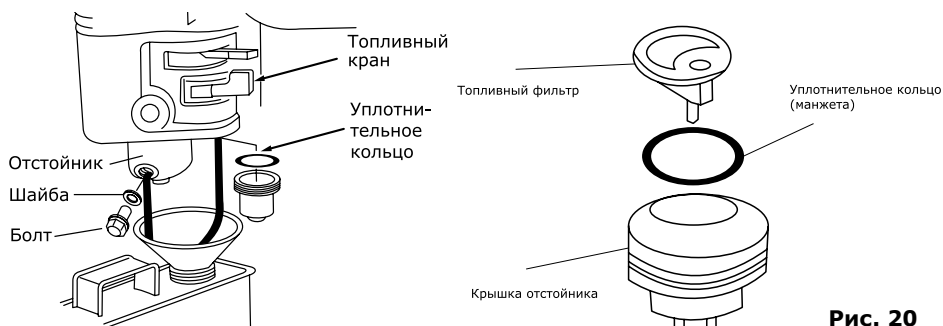 Топливный
кран
Уплотни-
тельное
кольцо
Отстойник
Шайба
Болт
Топливный фильтр
Уплотнительное кольцо
(манжета)
Крышка отстойника
Рис. 20